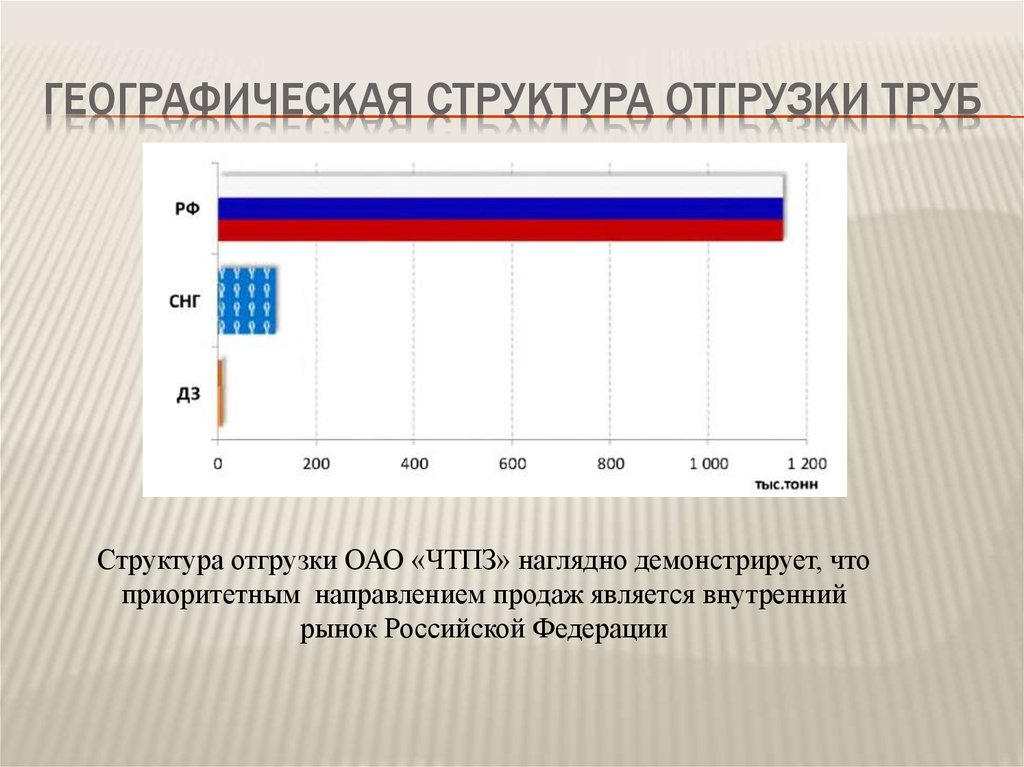 ГЕОГРАФИЧЕСКАЯ СТРУКТУРА ОТГРУЗКИ ТРУБ
РФ
СНГ
ДЗ
0 200 400 600 800 1 000 1 200
тыс.тонн
Структура отгрузки ОАО «ЧТПЗ» наглядно демонстрирует, что
приоритетным направлением продаж является внутренний
рынок Российской Федерации